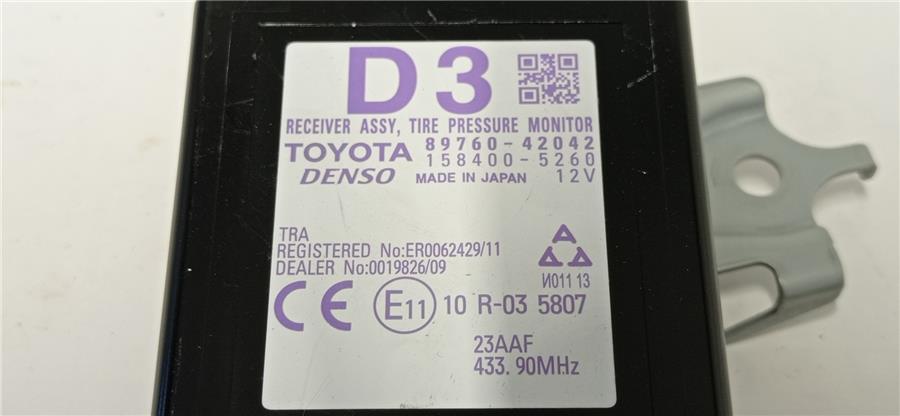 D3
RECEIVER ASSY, TIRE PRESSURE MONITOR
TOYOTA 89760-42042
158400-5260
DENSO MADE IN JAPAN 12V
TRA
REGISTERED No:ER0062429/11
DEALER No:0019826/09
И011 13
CE E11 10 R-03 5807
23AAF
433.90MHz